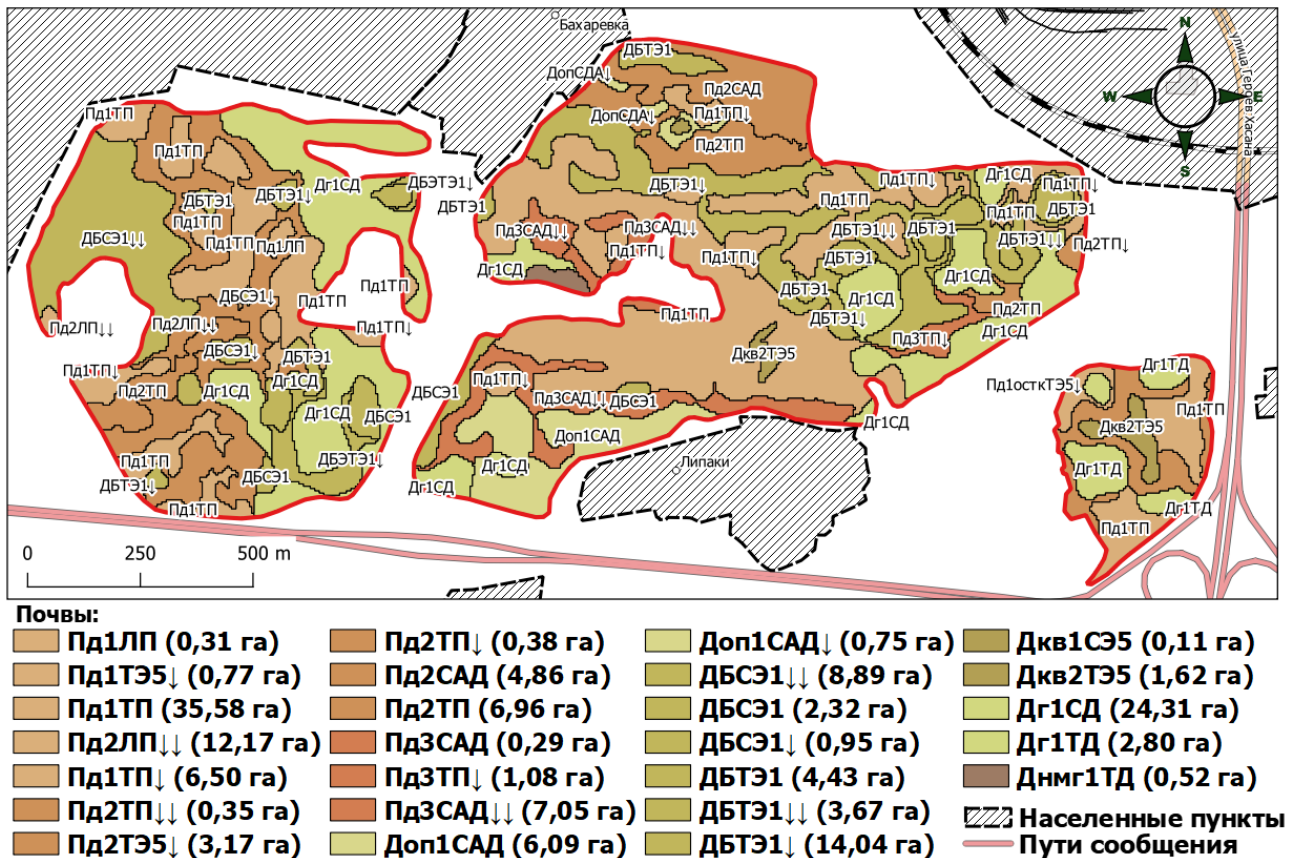 Бахаревка
улица Героев Хасана
N
W
E
S
ДБТЭ1
ДопСДА↓
Пд2САД
ДопСДА↓
Пд1ТП↓
Пд2ТП
Пд1ТП
Пд1ТП
Дг1СД
ДБТЭ1↓
ДБЭТЭ1↓
ДБТЭ1
ДБТЭ1↓
Пд1ТП↓
Дг1СД
Пд1ТП↓
Пд1ТП
ДБТЭ1
Пд1ТП
Пд1ТП
ДБТЭ1
ДБСЭ1↓↓
Пд1ТП
Пд1ЛП
Пд3САД↓↓
Пд3САД↓↓
Пд1ТП↓
ДБТЭ1↓↓
ДБТЭ1
ДБТЭ1↓↓
Пд2ТП↓
Дг1СД
Пд1ТП↓
ДБТЭ1
Дг1СД
ДБСЭ1↓
Пд1ТП
Пд1ТП
ДБТЭ1
Дг1СД
Пд2ЛП↓↓
Пд2ЛП↓↓
Пд1ТП↓
Пд1ТП
ДБТЭ1↓
Пд2ТП
Пд3ТП↓
Дг1СД
ДБСЭ1↓
ДБТЭ1
Дкв2ТЭ5
Пд1ТП↓
Пд2ТП
Дг1СД
Дг1СД
Пд1ТП↓
ДБСЭ1
Пд3САД↓↓
ДБСЭ1
Дг1СД
ДБСЭ1
Доп1САД
Дг1СД
Пд1осткТЭ5↓
Дг1ТД
Пд1ТП
Дкв2ТЭ5
Пд1ТП
ДБЭТЭ1↓
Дг1СД
Липаки
Дг1ТД
ДБТЭ1↓
ДБСЭ1
Дг1СД
Пд1ТП
Дг1ТД
Пд1ТП
0 250 500 m
Почвы:
Пд1ЛП (0,31 га)
Пд1ТЭ5↓ (0,77 га)
Пд1ТП (35,58 га)
Пд2ЛП↓↓ (12,17 га)
Пд1ТП↓ (6,50 га)
Пд2ТП↓↓ (0,35 га)
Пд2ТЭ5↓ (3,17 га)
Пд2ТП↓ (0,38 га)
Пд2САД (4,86 га)
Пд2ТП (6,96 га)
Пд3САД (0,29 га)
Пд3ТП↓ (1,08 га)
Пд3САД↓↓ (7,05 га)
Доп1САД (6,09 га)
Доп1САД↓ (0,75 га)
ДБСЭ1↓↓ (8,89 га)
ДБСЭ1 (2,32 га)
ДБСЭ1↓ (0,95 га)
ДБТЭ1 (4,43 га)
ДБТЭ1↓↓ (3,67 га)
ДБТЭ1↓ (14,04 га)
Дкв1СЭ5 (0,11 га)
Дкв2ТЭ5 (1,62 га)
Дг1СД (24,31 га)
Дг1ТД (2,80 га)
Днмг1ТД (0,52 га)
Населенные пункты
Пути сообщения